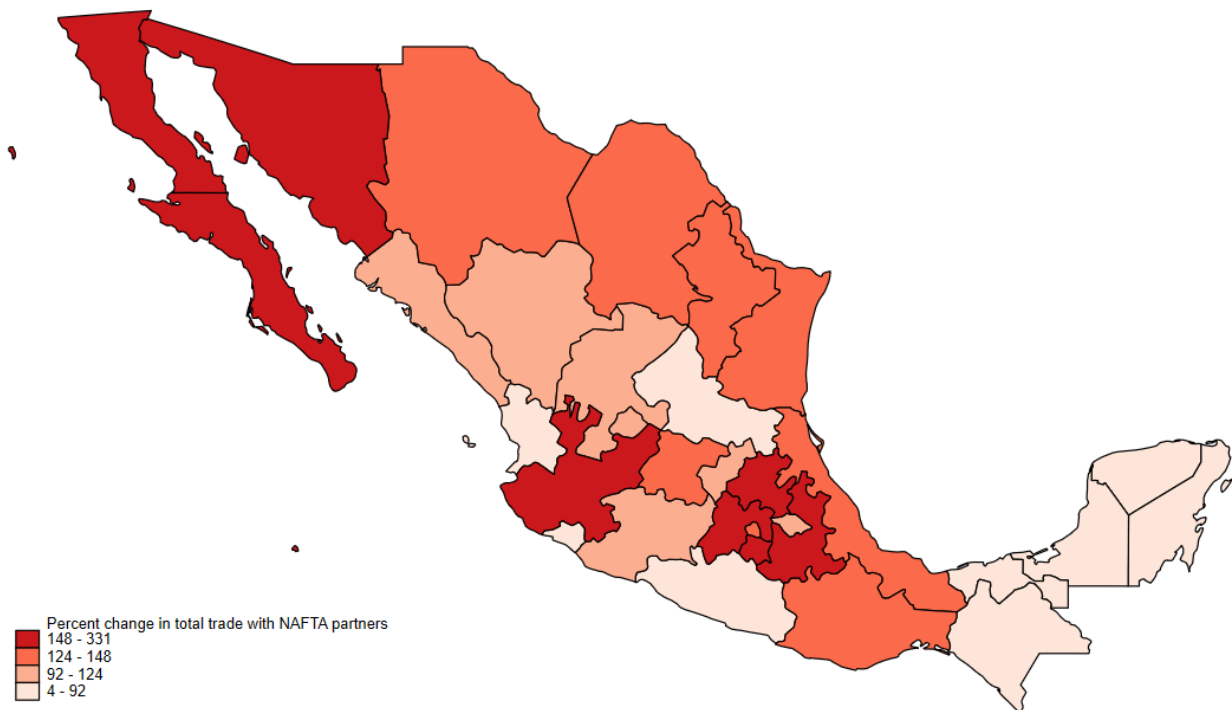 Percent change in total trade with NAFTA partners
148 - 331
124 - 148
92 - 124
4 - 92